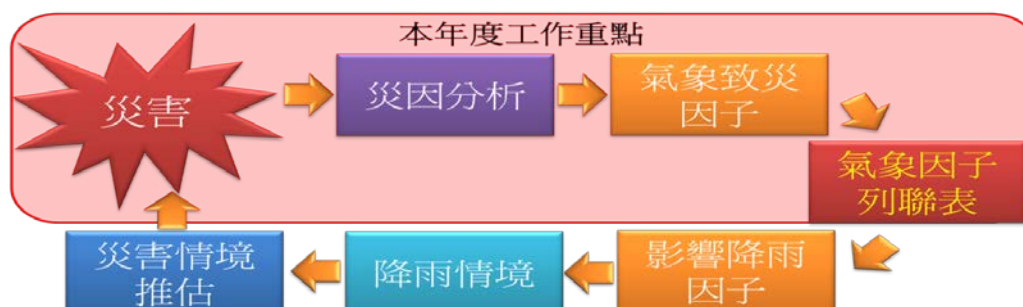 本年度工作重點
災害
災因分析
氣象致災
因子
氣象因子
列聯表
影響降雨
因子
降雨情境
災害情境
推估